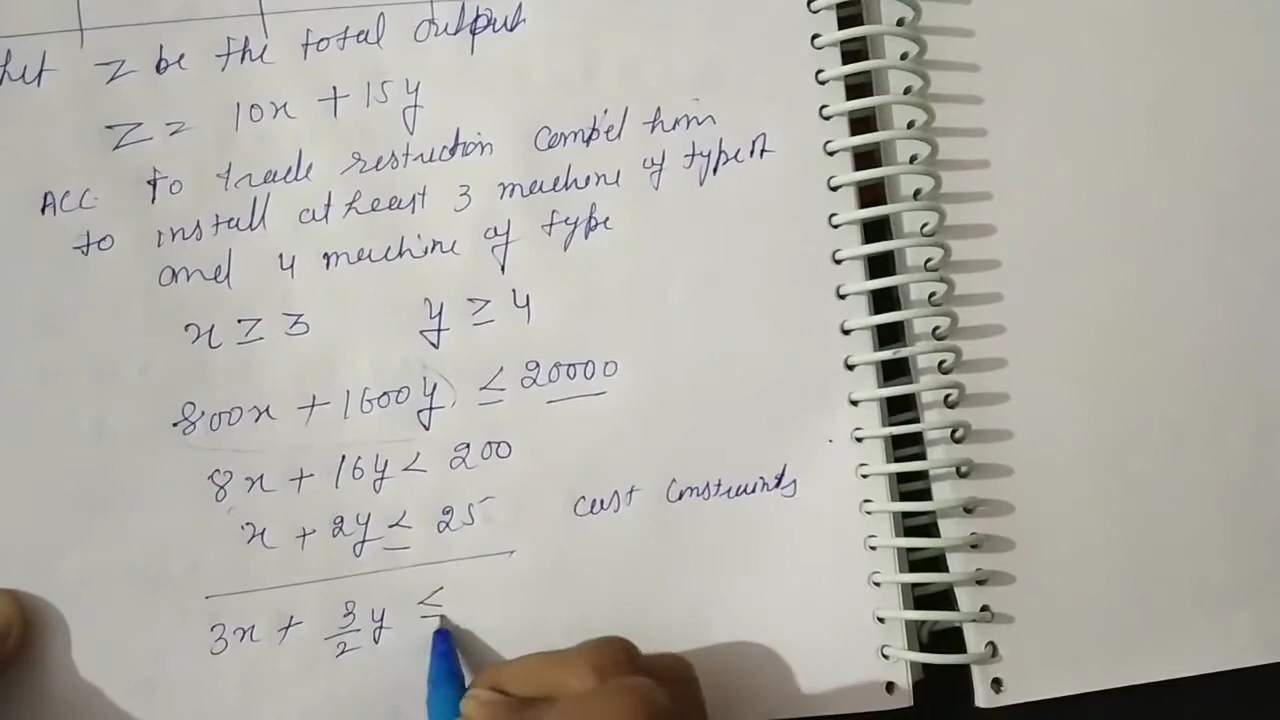 Let Z be the total output
Z = 10x + 15y
ACC. to trade restruction compel him
to install at least 3 machine of type A
and 4 machine of type
x ≥ 3 y ≥ 4
800x + 1600y ≤ 20000
8x + 16y < 200
x + 2y ≤ 25 cust constraints
3x + 3/2 y ≤